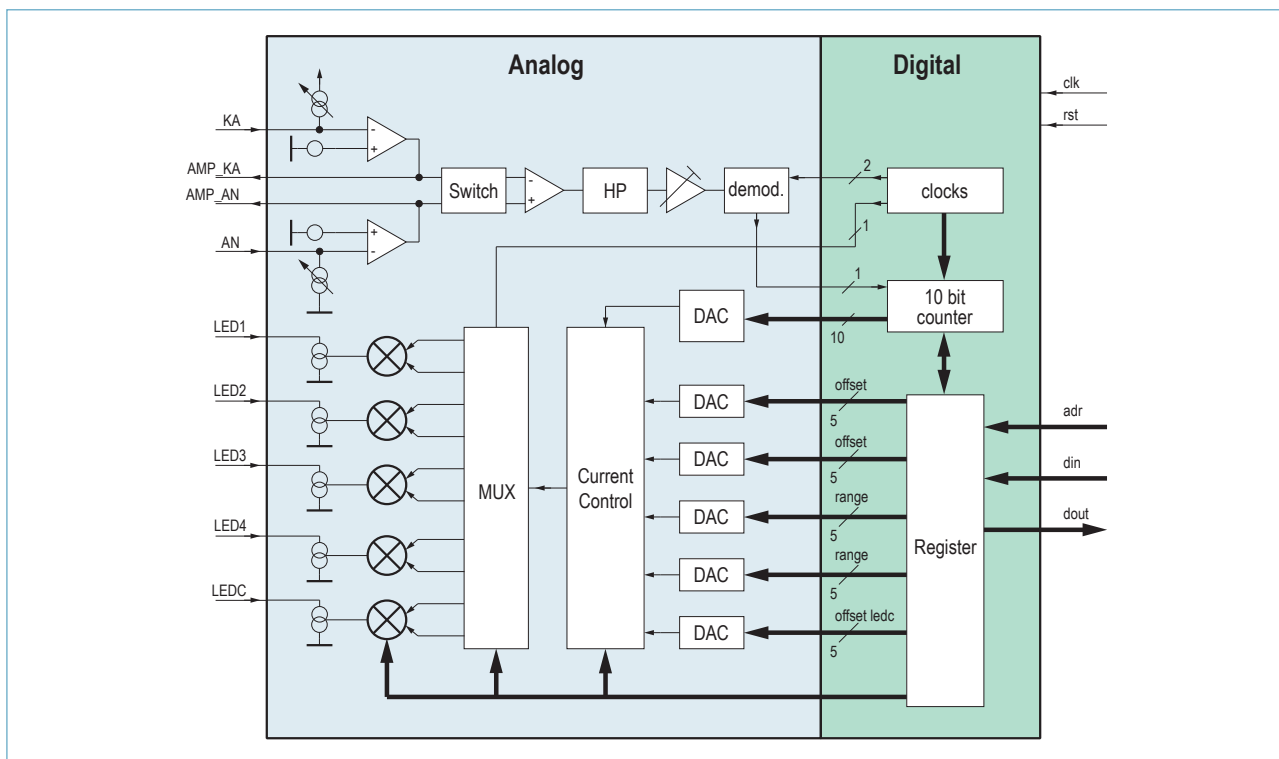 Analog
Digital
clk
rst
KA
-
+
AMP_KA
AMP_AN
Switch
-
+
HP
demod.
2
clocks
1
AN
+
-
1
10 bit
counter
DAC
10
LED1
LED2
LED3
LED4
LEDC
MUX
Current
Control
DAC
offset
5
DAC
offset
5
DAC
range
5
DAC
range
5
DAC
offset ledc
5
Register
adr
din
dout